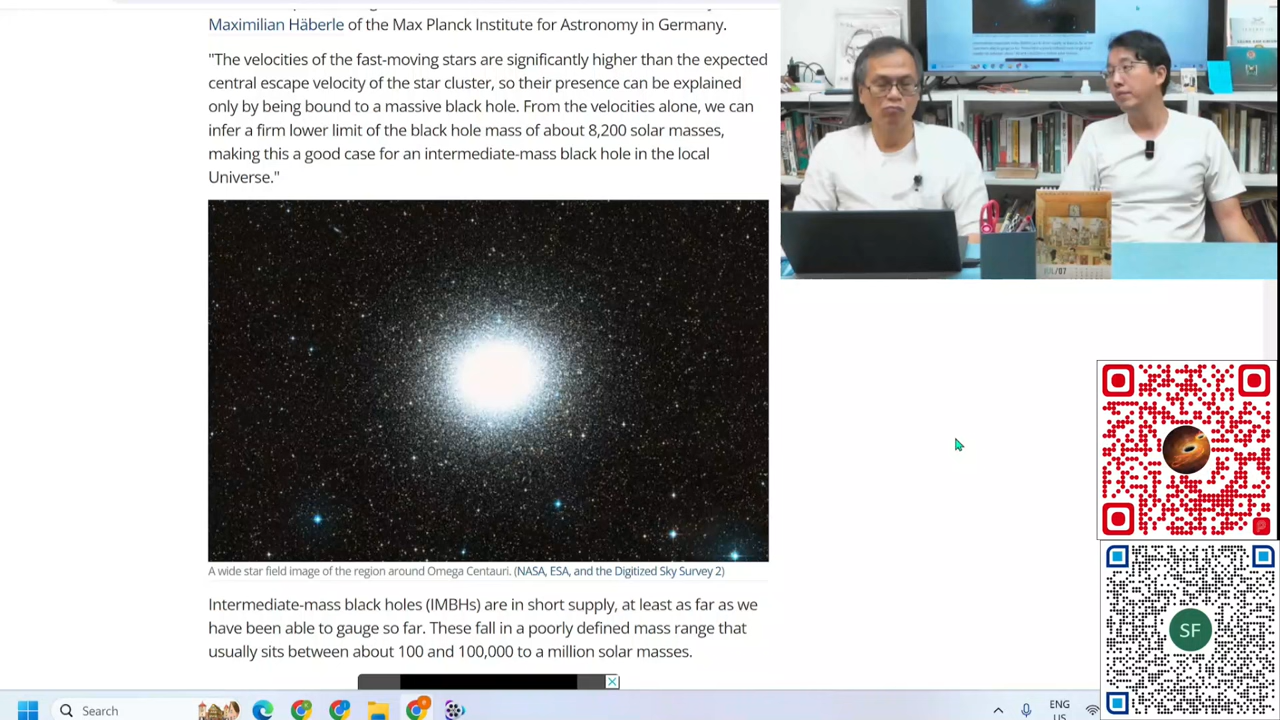 Maximilian Häberle of the Max Planck Institute for Astronomy in Germany.
"The velocities of the fast-moving stars are significantly higher than the expected
central escape velocity of the star cluster, so their presence can be explained
only by being bound to a massive black hole. From the velocities alone, we can
infer a firm lower limit of the black hole mass of about 8,200 solar masses,
making this a good case for an intermediate-mass black hole in the local
Universe."
A wide star field image of the region around Omega Centauri. (NASA, ESA, and the Digitized Sky Survey 2)
Intermediate-mass black holes (IMBHs) are in short supply, at least as far as we
have been able to gauge so far. These fall in a poorly defined mass range that
usually sits between about 100 and 100,000 to a million solar masses.
SF
Search
ENG
US